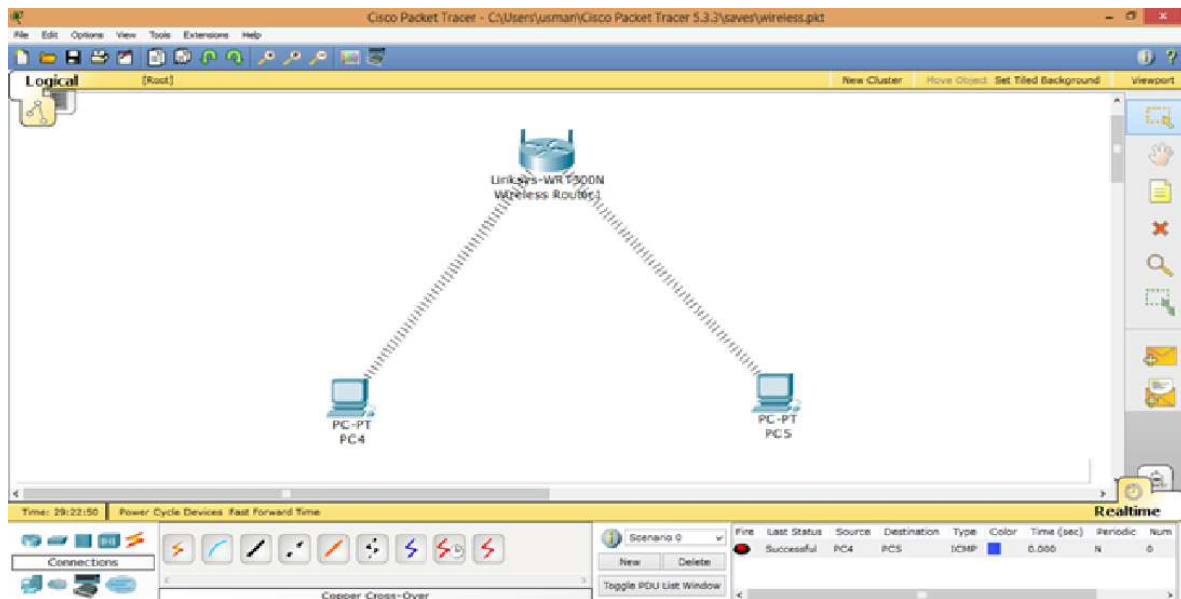 Cisco Packet Tracer - C:\Users\usman\Cisco Packet Tracer 5.3.3\saves\wireless.pkt
File Edit Options View Tools Extensions Help
Logical [Root] New Cluster Move Object Set Tiled Background Viewport
Linksys-WRT300N
Wireless Router1
PC-PT
PC4
PC-PT
PC5
Time: 29:22:50 Power Cycle Devices Fast Forward Time Realtime
Connections
Copper Cross-Over
Scenario 0
New Delete
Toggle PDU List Window
Fire Last Status Source Destination Type Color Time (sec) Periodic Num
Successful PC4 PC5 ICMP 0.000 N 0